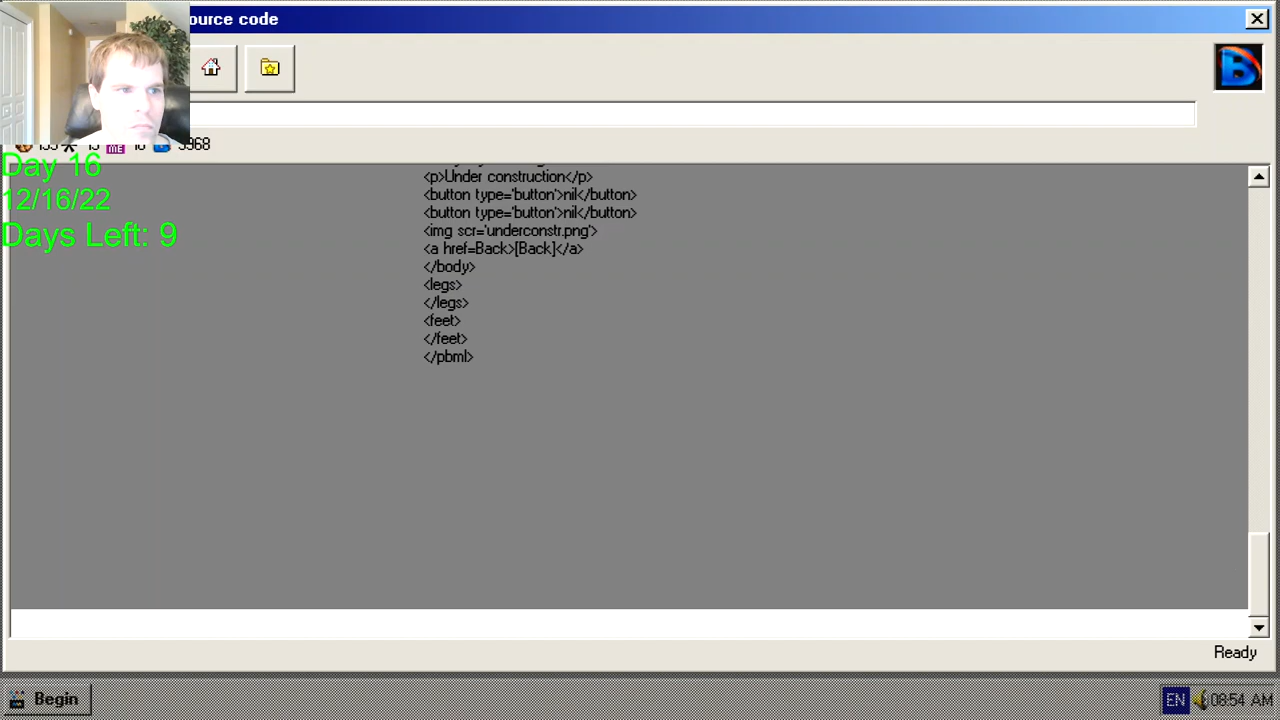 ource code
3968
Day 16
12/16/22
Days Left: 9
<p>Under construction</p>
<button type='button'>nil</button>
<button type='button'>nil</button>
<img scr='underconstr.png'>
<a href=Back>[Back]</a>
</body>
<legs>
</legs>
<feet>
</feet>
</pbml>
Ready
Begin
EN 08:54 AM